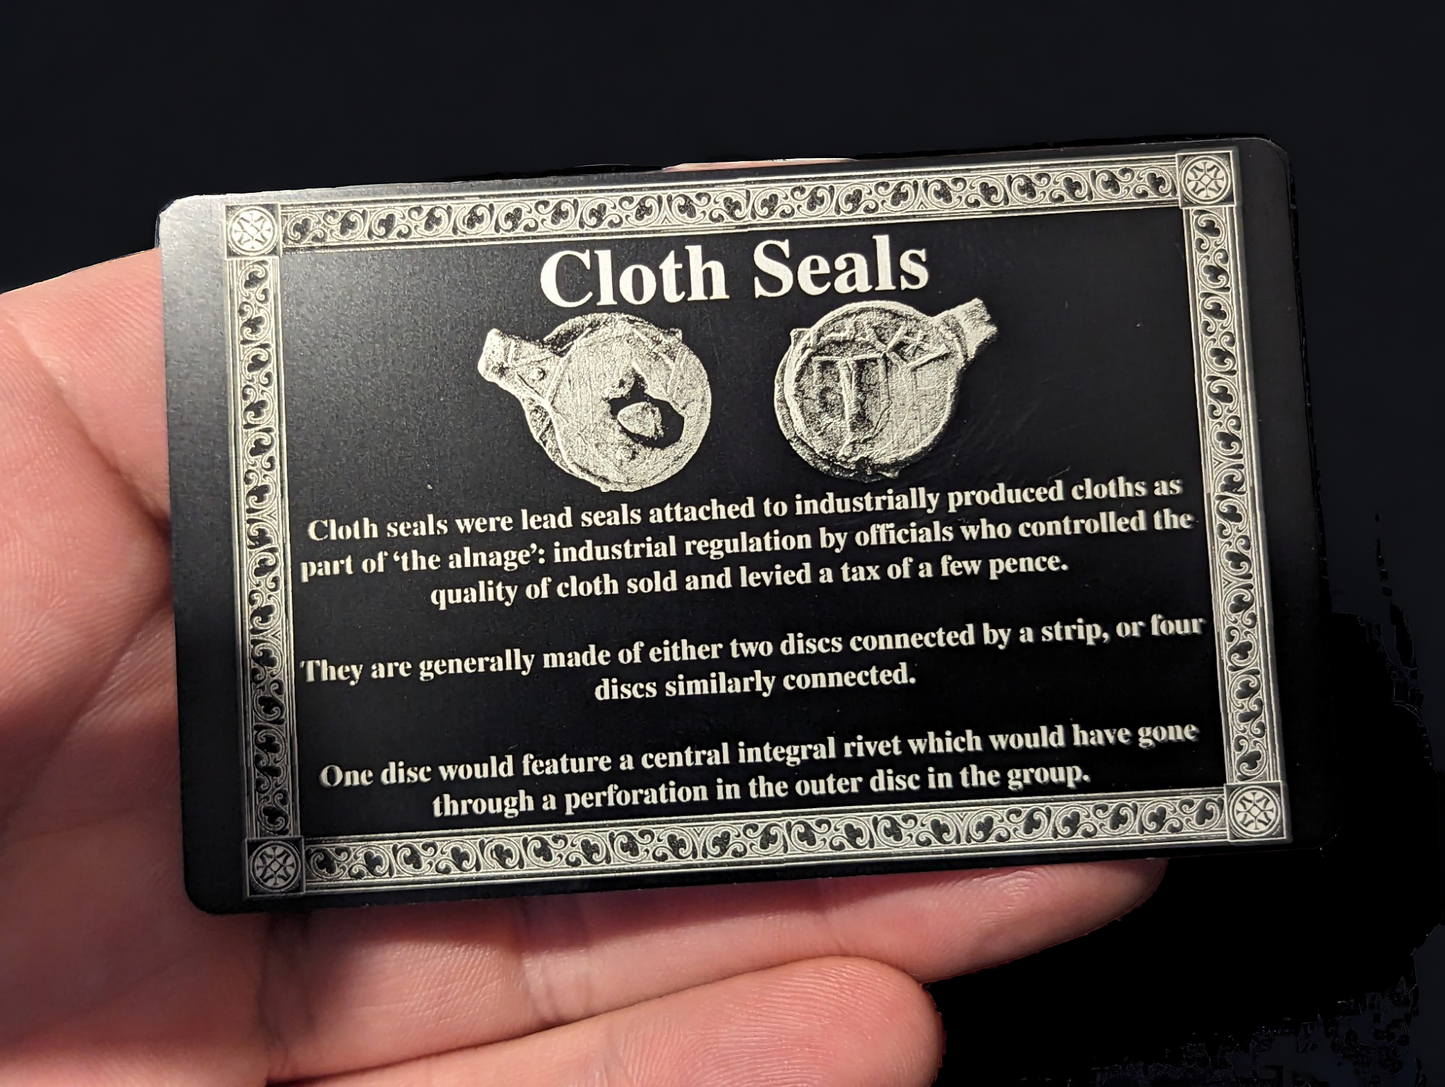 Cloth Seals
Cloth seals were lead seals attached to industrially produced cloths as
part of ‘the alnage’: industrial regulation by officials who controlled the
quality of cloth sold and levied a tax of a few pence.
They are generally made of either two discs connected by a strip, or four
discs similarly connected.
One disc would feature a central integral rivet which would have gone
through a perforation in the outer disc in the group.